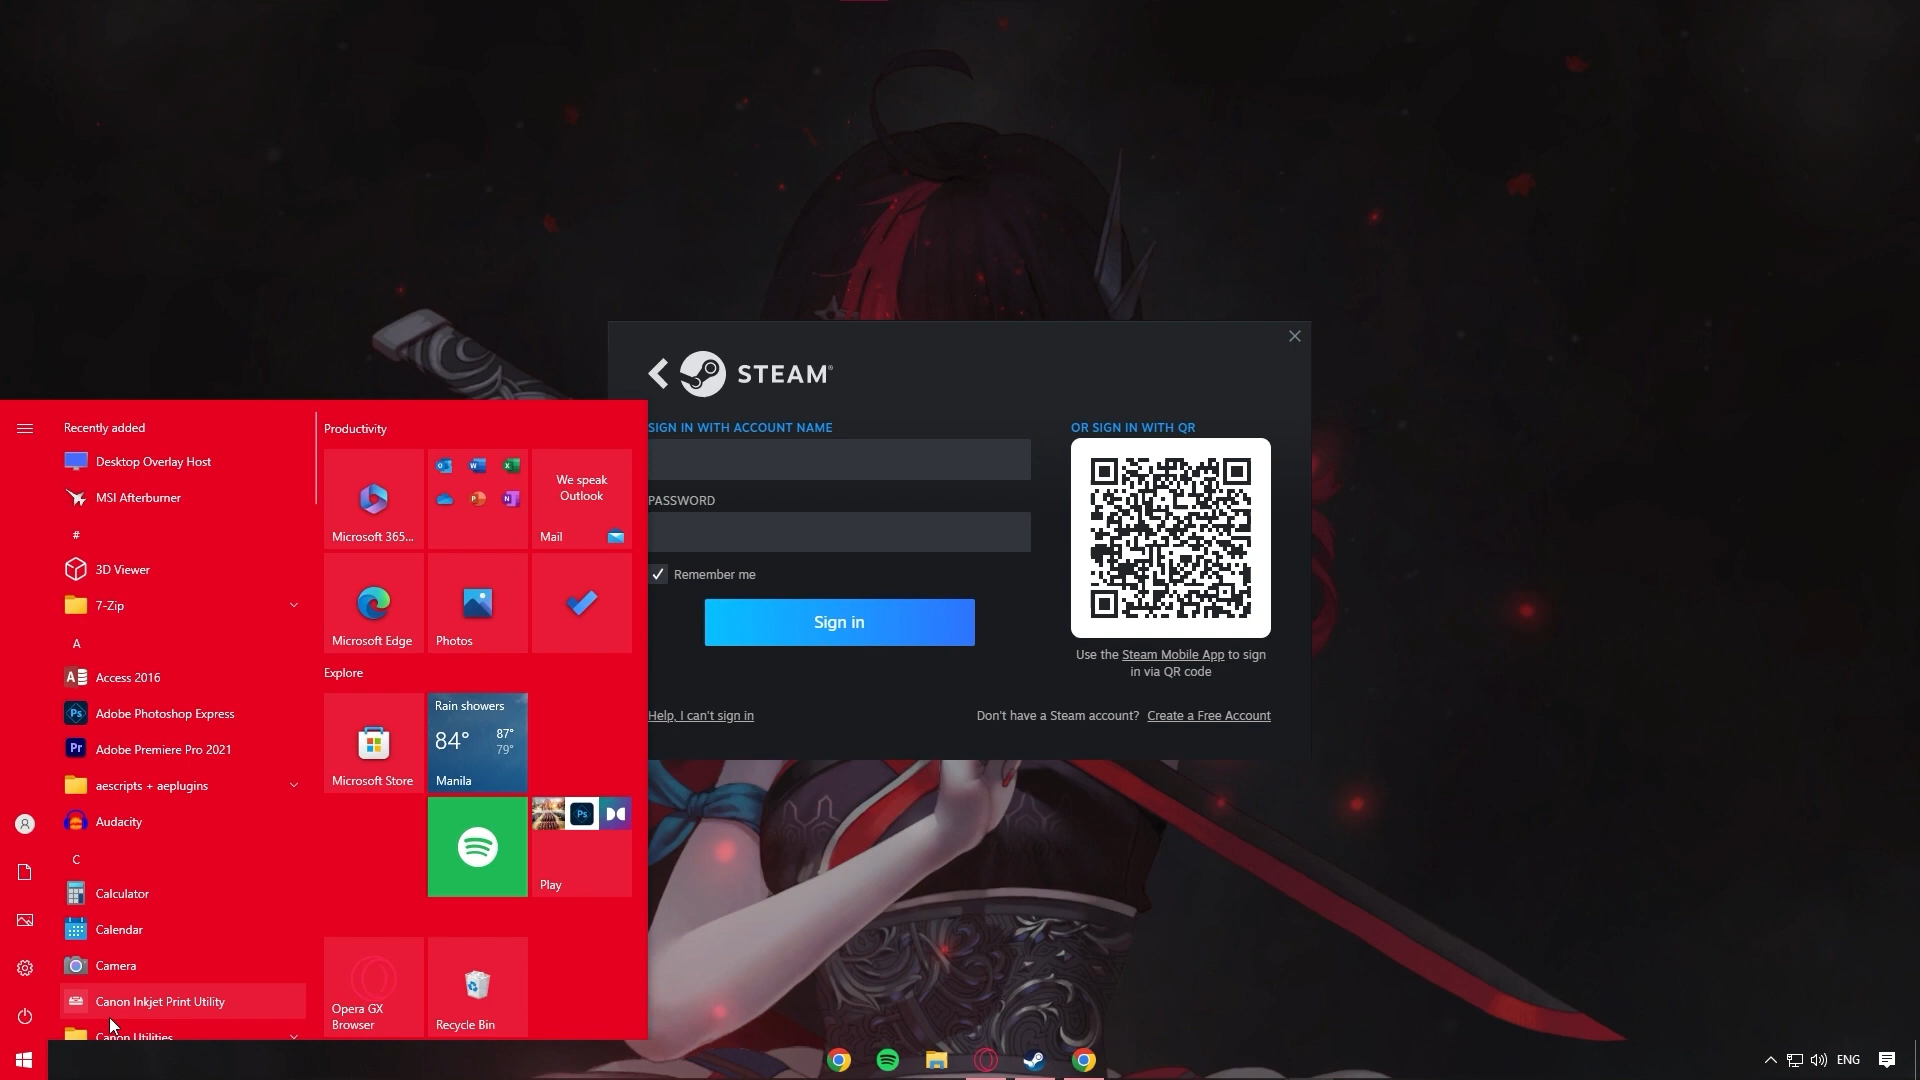 Recently added
Desktop Overlay Host
MSI Afterburner
#
3D Viewer
7-Zip
A
Access 2016
Adobe Photoshop Express
Adobe Premiere Pro 2021
aescripts + aeplugins
Audacity
C
Calculator
Calendar
Camera
Canon Inkjet Print Utility
Canon Utilities
Productivity
Microsoft 365...
We speak
Outlook
Mail
Microsoft Edge
Photos
Explore
Microsoft Store
Rain showers
84° 87°
79°
Manila
Ps
Play
Opera GX
Browser
Recycle Bin
STEAM®
SIGN IN WITH ACCOUNT NAME
PASSWORD
Remember me
Sign in
Help, I can't sign in
OR SIGN IN WITH QR
Use the Steam Mobile App to sign
in via QR code
Don't have a Steam account? Create a Free Account
ENG